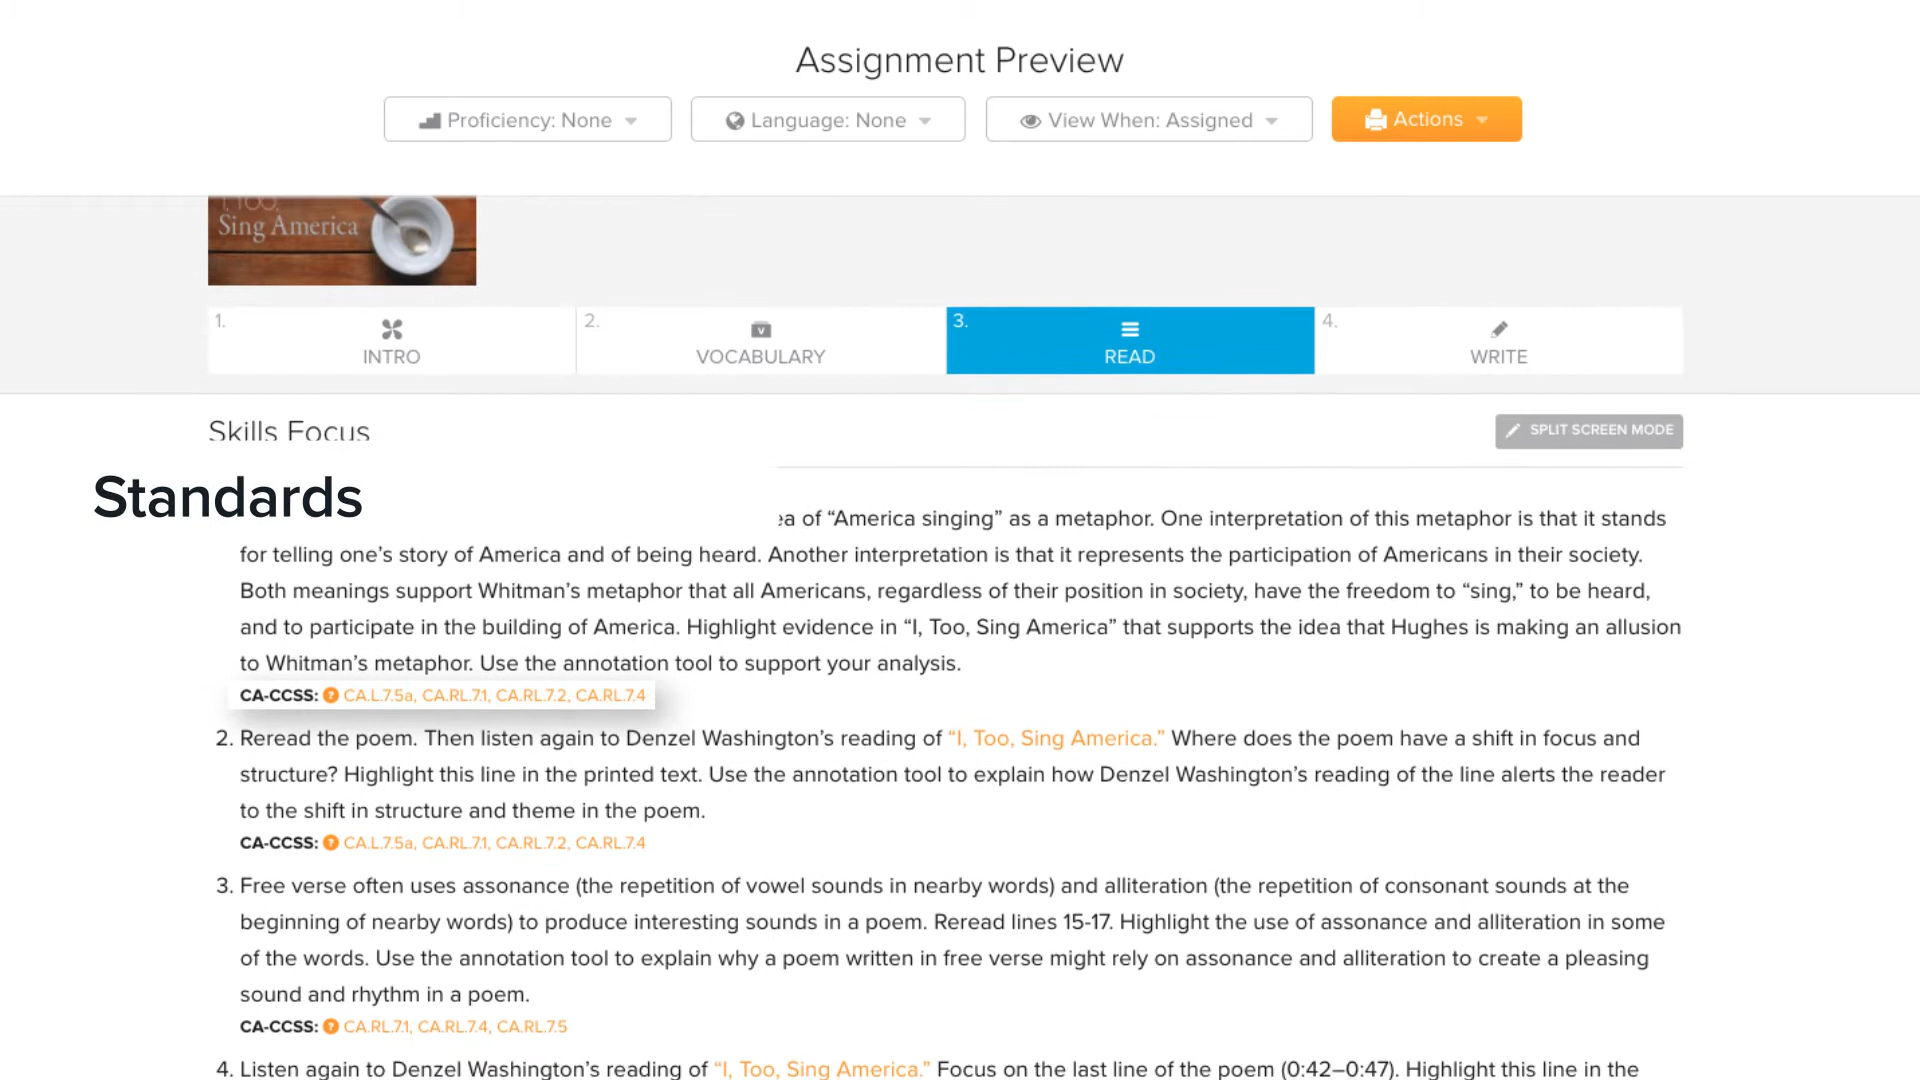 Assignment Preview
Proficiency: None
Language: None
View When: Assigned
Actions
I, TOO,
Sing America
1.
INTRO
2.
V
VOCABULARY
3.
READ
4.
WRITE
Skills Focus
SPLIT SCREEN MODE
Standards
ea of “America singing” as a metaphor. One interpretation of this metaphor is that it stands
for telling one’s story of America and of being heard. Another interpretation is that it represents the participation of Americans in their society.
Both meanings support Whitman’s metaphor that all Americans, regardless of their position in society, have the freedom to “sing,” to be heard,
and to participate in the building of America. Highlight evidence in “I, Too, Sing America” that supports the idea that Hughes is making an allusion
to Whitman’s metaphor. Use the annotation tool to support your analysis.
CA-CCSS: ? CA.L.7.5a, CA.RL.7.1, CA.RL.7.2, CA.RL.7.4
2. Reread the poem. Then listen again to Denzel Washington’s reading of “I, Too, Sing America.” Where does the poem have a shift in focus and
structure? Highlight this line in the printed text. Use the annotation tool to explain how Denzel Washington’s reading of the line alerts the reader
to the shift in structure and theme in the poem.
CA-CCSS: ? CA.L.7.5a, CA.RL.7.1, CA.RL.7.2, CA.RL.7.4
3. Free verse often uses assonance (the repetition of vowel sounds in nearby words) and alliteration (the repetition of consonant sounds at the
beginning of nearby words) to produce interesting sounds in a poem. Reread lines 15-17. Highlight the use of assonance and alliteration in some
of the words. Use the annotation tool to explain why a poem written in free verse might rely on assonance and alliteration to create a pleasing
sound and rhythm in a poem.
CA-CCSS: ? CA.RL.7.1, CA.RL.7.4, CA.RL.7.5
4. Listen again to Denzel Washington’s reading of “I, Too, Sing America.” Focus on the last line of the poem (0:42–0:47). Highlight this line in the